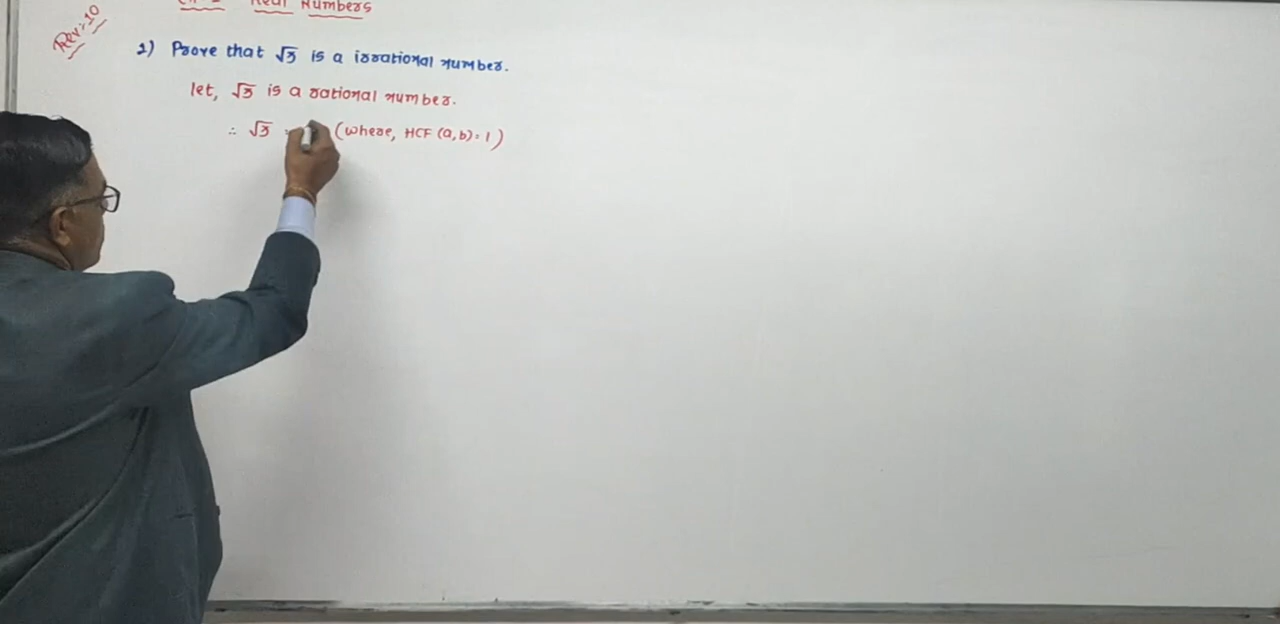 Real Numbers
Rev:-10
1) Prove that √3 is a irrational number.
let, √3 is a rational number.
∴ √3 (where, HCF (a,b)=1)